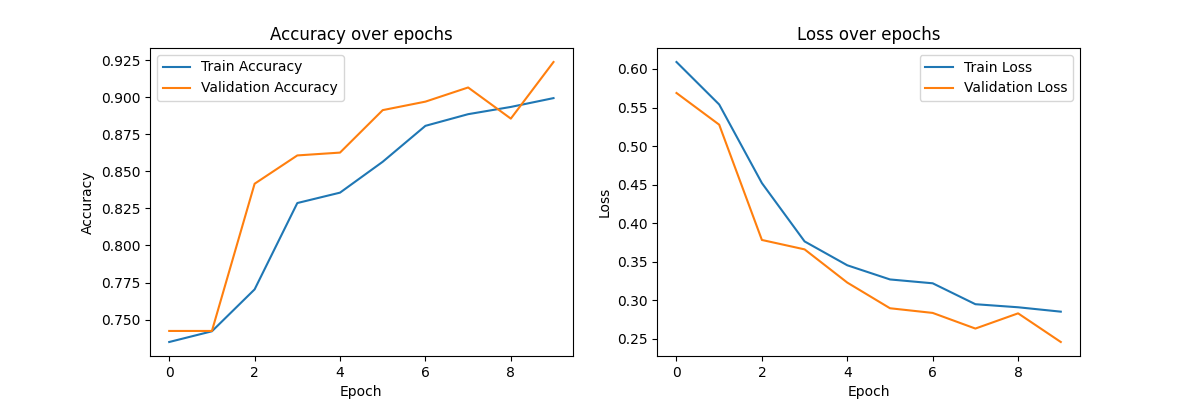 Accuracy over epochs
Train Accuracy
Validation Accuracy
0.925
0.900
0.875
0.850
0.825
0.800
0.775
0.750
Accuracy
0 2 4 6 8
Epoch
Loss over epochs
Train Loss
Validation Loss
0.60
0.55
0.50
0.45
0.40
0.35
0.30
0.25
Loss
0 2 4 6 8
Epoch